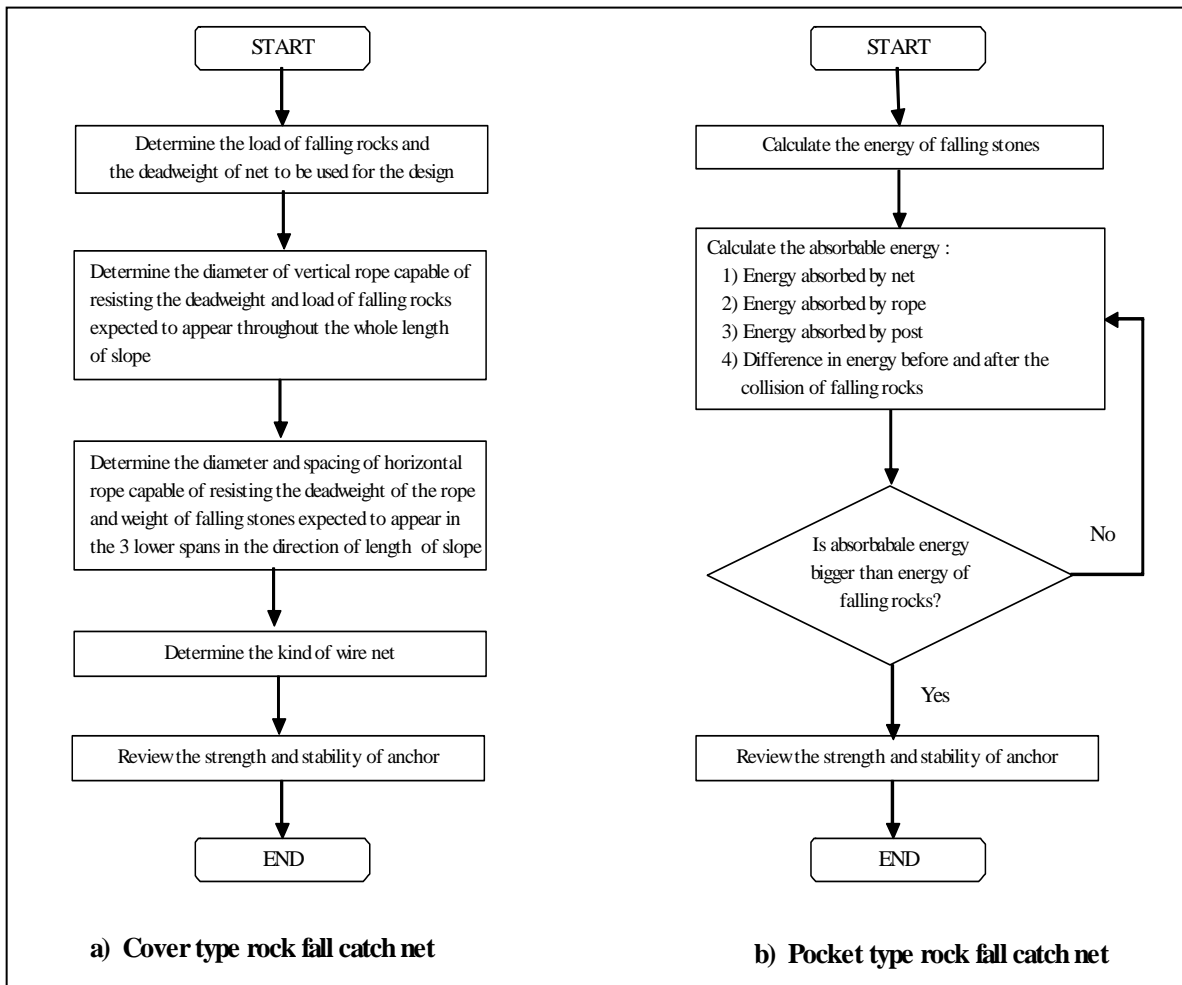 START
Determine the load of falling rocks and
the deadweight of net to be used for the design
Determine the diameter of vertical rope capable of
resisting the deadweight and load of falling rocks
expected to appear throughout the whole length
of slope
Determine the diameter and spacing of horizontal
rope capable of resisting the deadweight of the rope
and weight of falling stones expected to appear in
the 3 lower spans in the direction of length of slope
Determine the kind of wire net
Review the strength and stability of anchor
END
a) Cover type rock fall catch net
START
Calculate the energy of falling stones
Calculate the absorbable energy :
1) Energy absorbed by net
2) Energy absorbed by rope
3) Energy absorbed by post
4) Difference in energy before and after the
collision of falling rocks
Is absorbabale energy
bigger than energy of
falling rocks?
No
Yes
Review the strength and stability of anchor
END
b) Pocket type rock fall catch net